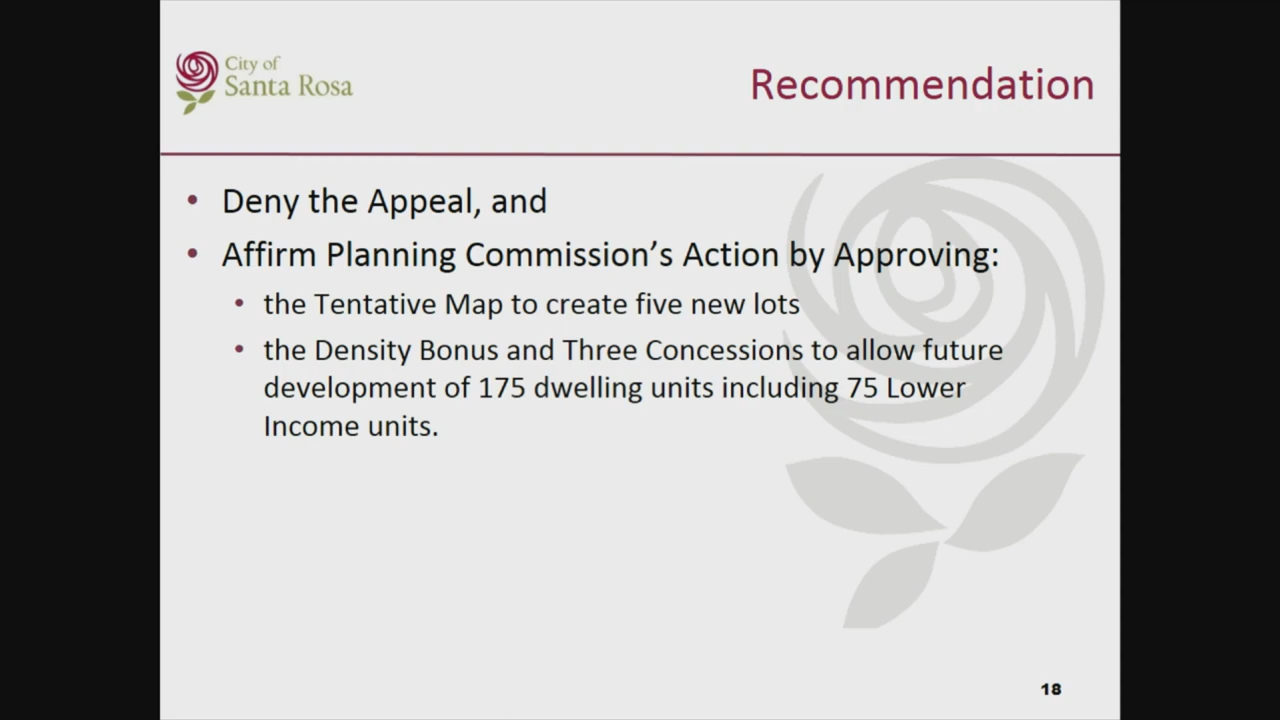 City of
Santa Rosa
Recommendation
• Deny the Appeal, and
• Affirm Planning Commission’s Action by Approving:
• the Tentative Map to create five new lots
• the Density Bonus and Three Concessions to allow future
development of 175 dwelling units including 75 Lower
Income units.
18